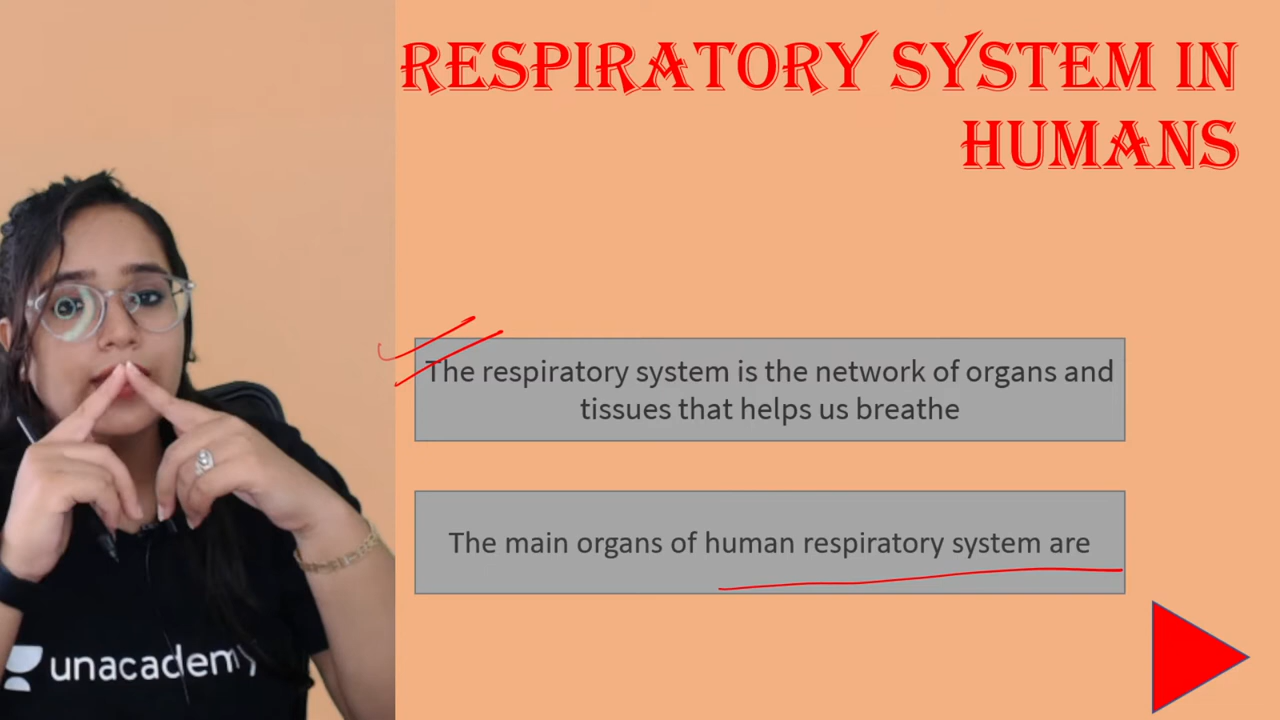 RESPIRATORY SYSTEM IN
HUMANS
The respiratory system is the network of organs and
tissues that helps us breathe
The main organs of human respiratory system are
unacademy